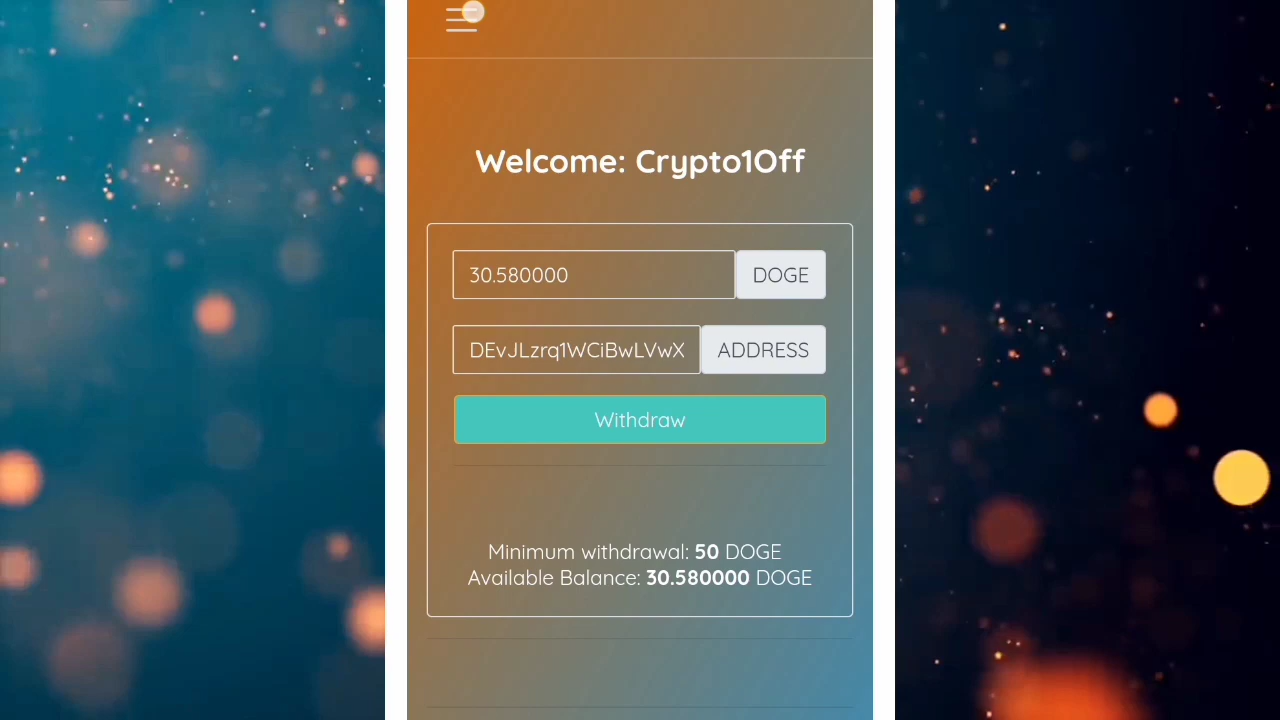 Welcome: Crypto1Off
30.580000 DOGE
DEvJLzrq1WCiBwLVwX ADDRESS
Withdraw
Minimum withdrawal: 50 DOGE
Available Balance: 30.580000 DOGE